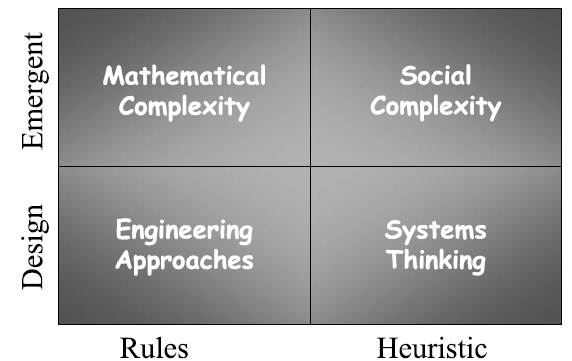 Emergent
Mathematical
Complexity
Social
Complexity
Design
Engineering
Approaches
Systems
Thinking
Rules
Heuristic